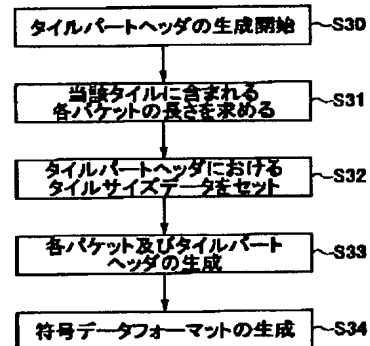 タイルパートヘッダの生成開始 ~S30
当該タイルに含まれる
各パケットの長さを求める ~S31
タイルパートヘッダにおける
タイルサイズデータをセット ~S32
各パケット及びタイルパート
ヘッダの生成 ~S33
符号データフォーマットの生成 ~S34